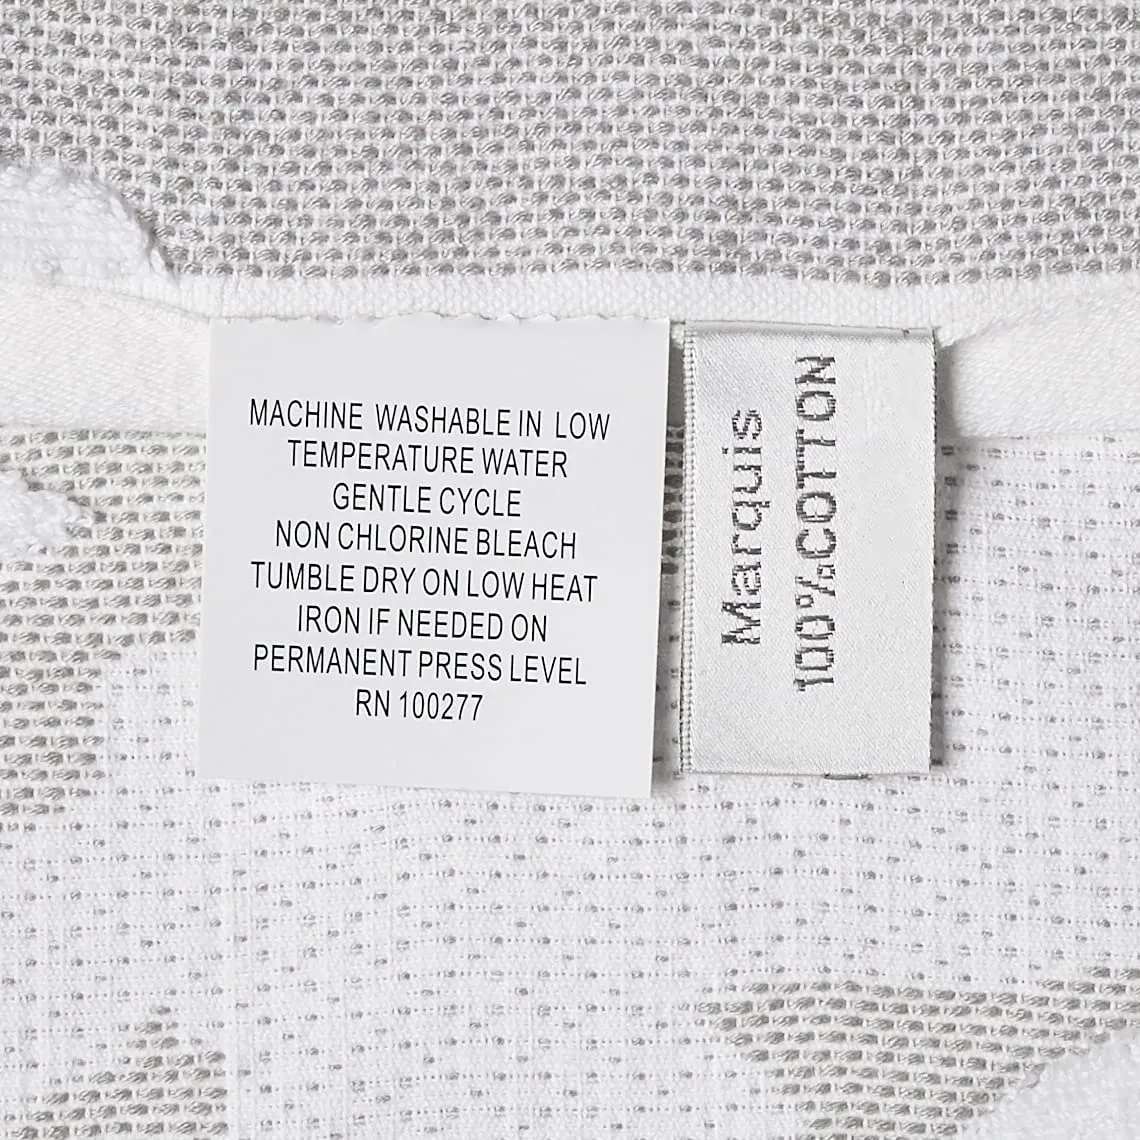 MACHINE WASHABLE IN LOW
TEMPERATURE WATER
GENTLE CYCLE
NON CHLORINE BLEACH
TUMBLE DRY ON LOW HEAT
IRON IF NEEDED ON
PERMANENT PRESS LEVEL
RN 100277
Marquis
100%COTTON